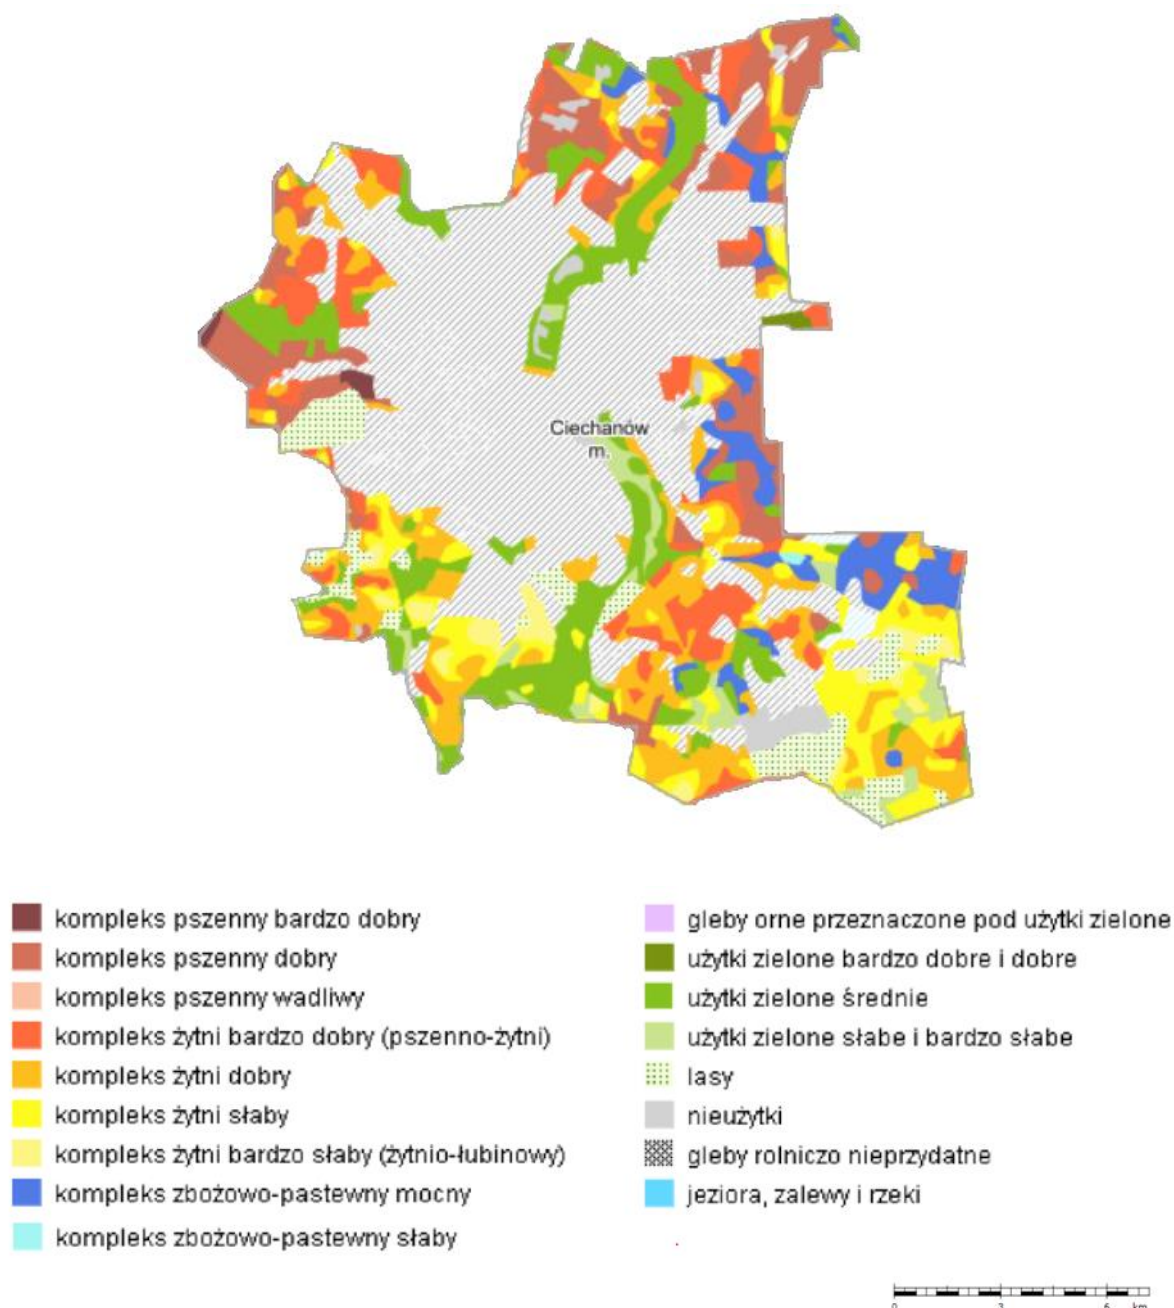 Ciechanów
m.
kompleks pszenny bardzo dobry
kompleks pszenny dobry
kompleks pszenny wadliwy
kompleks żytni bardzo dobry (pszenno-żytni)
kompleks żytni dobry
kompleks żytni słaby
kompleks żytni bardzo słaby (żytnio-łubinowy)
kompleks zbożowo-pastewny mocny
kompleks zbożowo-pastewny słaby
gleby orne przeznaczone pod użytki zielone
użytki zielone bardzo dobre i dobre
użytki zielone średnie
użytki zielone słabe i bardzo słabe
lasy
nieużytki
gleby rolniczo nieprzydatne
jeziora, zalewy i rzeki
0 3 6 km